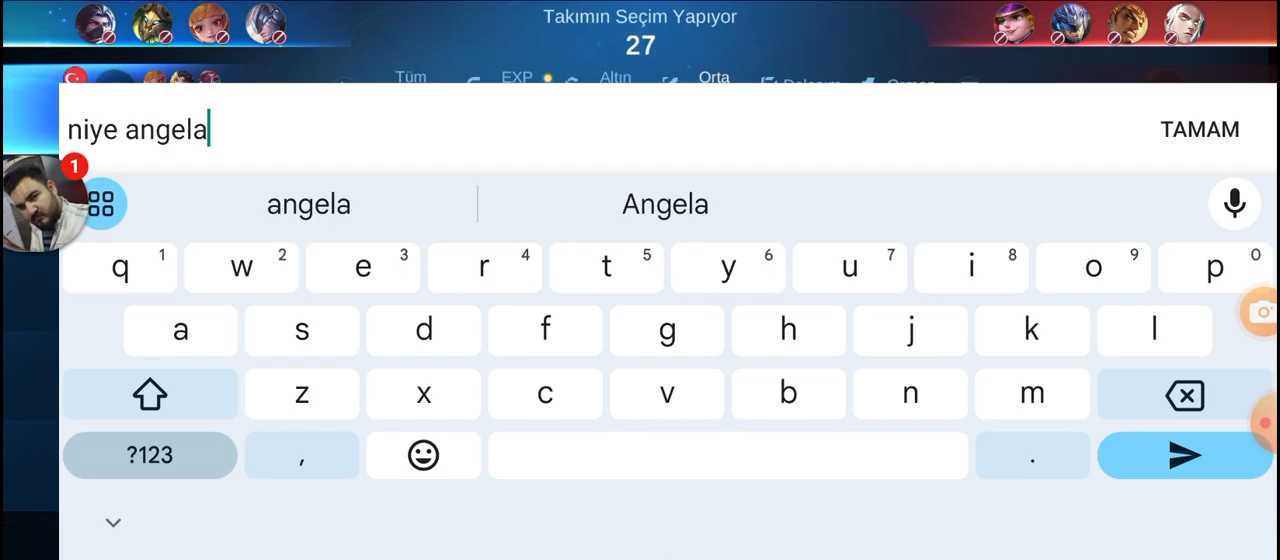 Takımın Seçim Yapıyor
27
Tüm EXP Altın Orta
niye angela
TAMAM
1
angela Angela
q 1 w 2 e 3 r 4 t 5 y 6 u 7 i 8 o 9 p 0
a s d f g h j k l
z x c v b n m
?123 , .